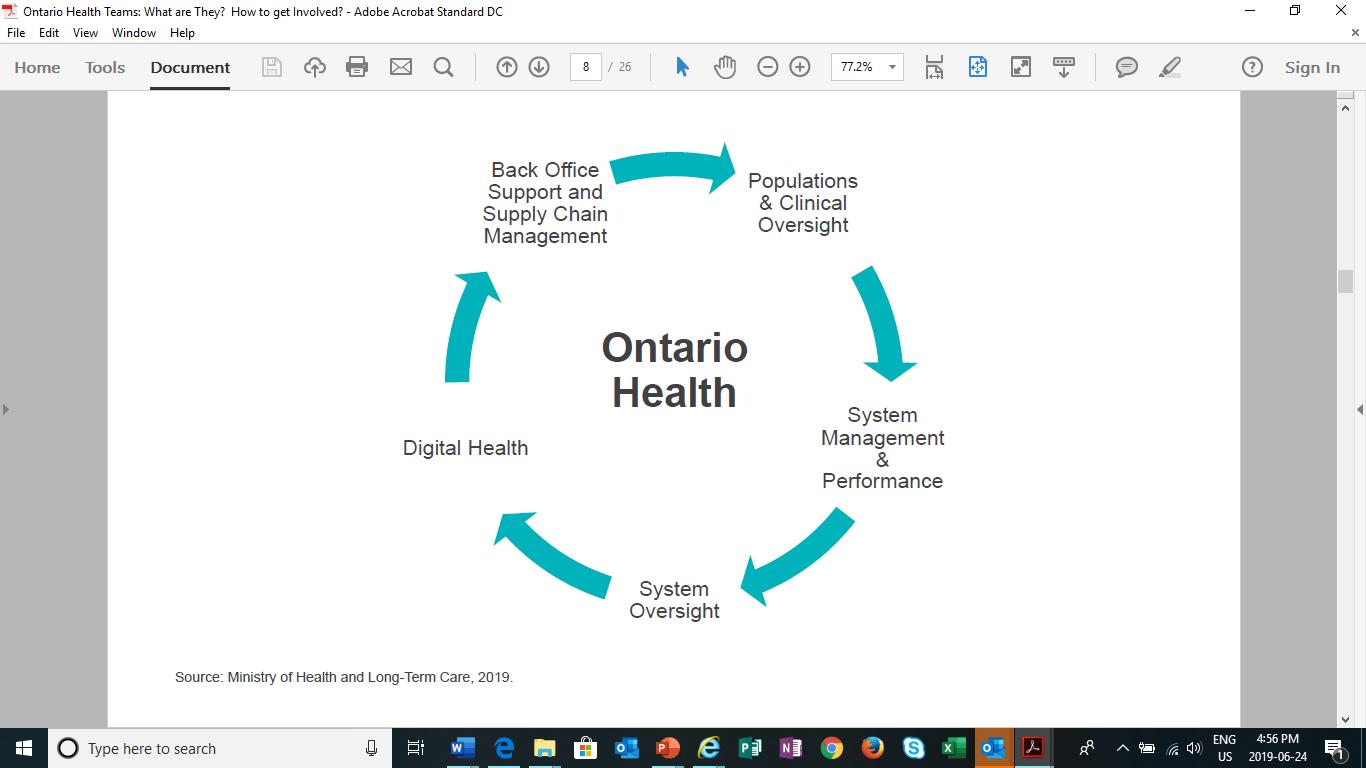 Ontario Health Teams: What are They?  How to get Involved? - Adobe Acrobat Standard DC
File Edit View Window Help
Home Tools Document 8 / 26 77.2% Sign In
Back Office
Support and
Supply Chain
Management
Populations
& Clinical
Oversight
Ontario
Health
System
Management
&
Performance
Digital Health
System
Oversight
Source: Ministry of Health and Long-Term Care, 2019.
Type here to search
ENG
US
4:56 PM
2019-06-24
1